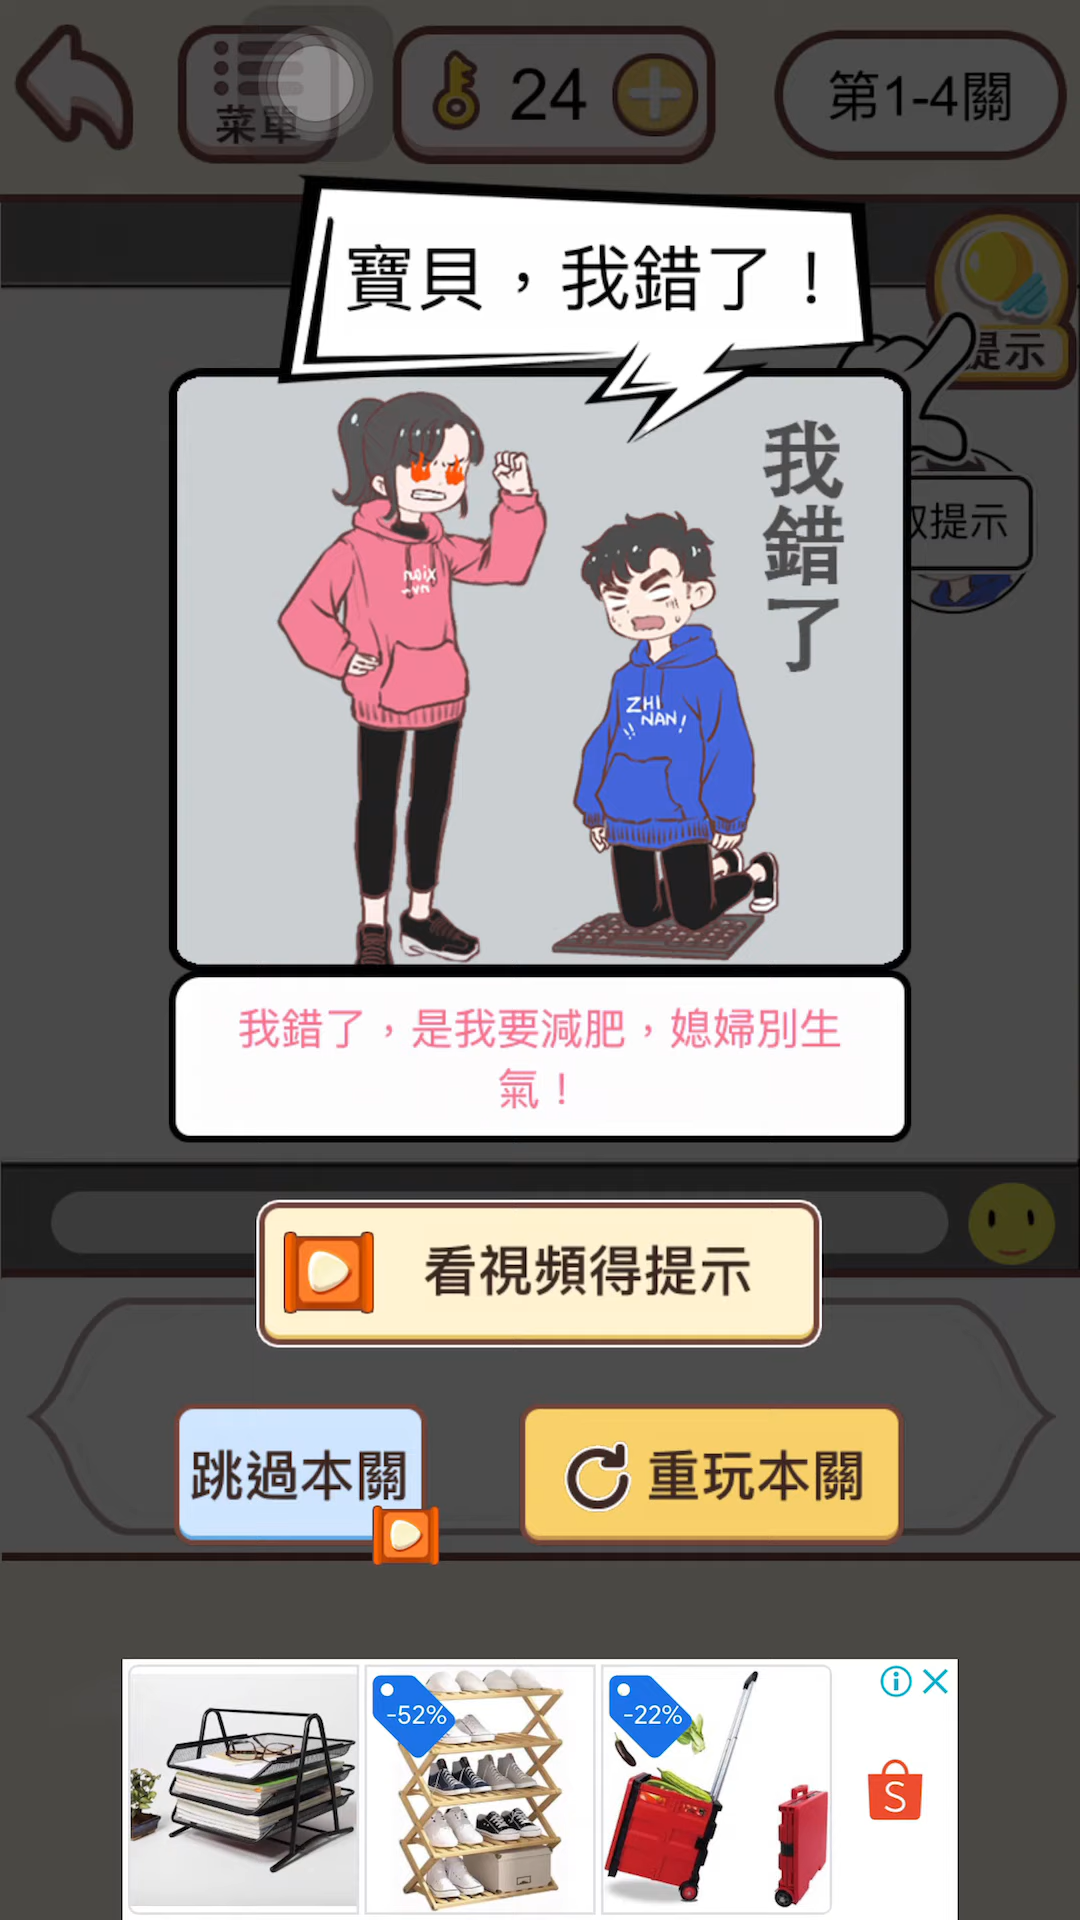 菜單
24
第1-4關
寶貝，我錯了！
提示
我錯了
取提示
noix
ZHI
NAN!
我錯了，是我要減肥，媳婦別生
氣！
看視頻得提示
跳過本關
重玩本關
-52%
-22%
S